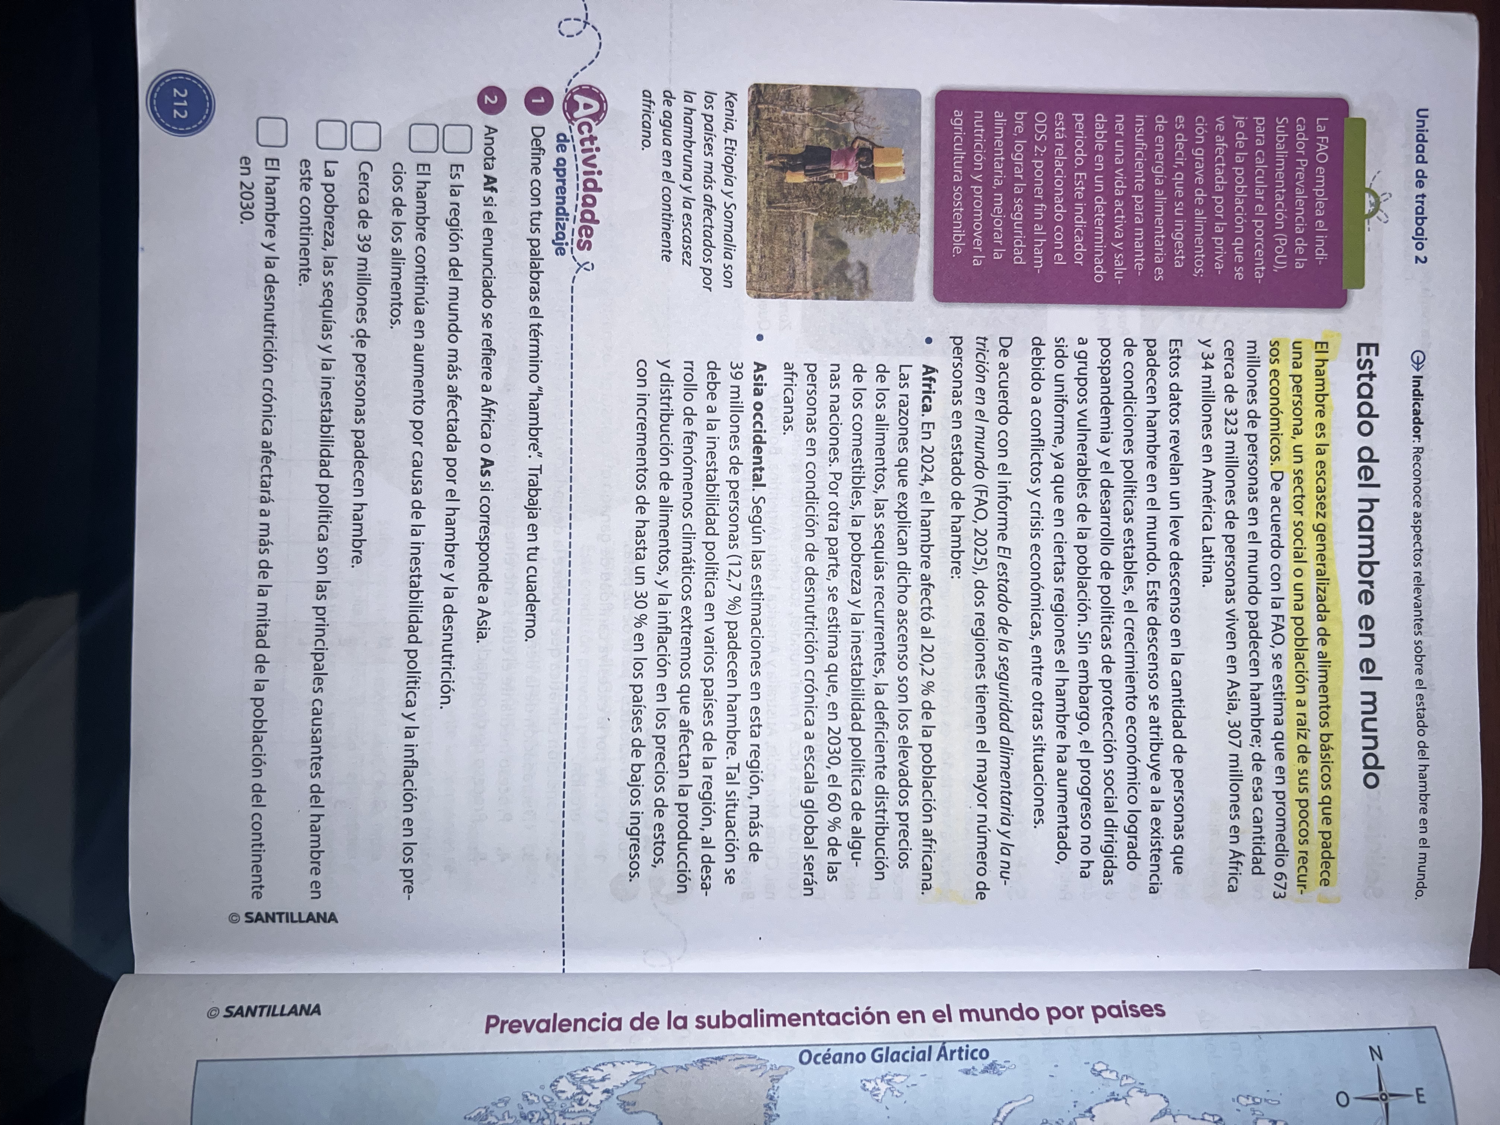 Unidad de trabajo 2
Indicador: Reconoce aspectos relevantes sobre el estado del hambre en el mundo.
La FAO emplea el indi-
cador Prevalencia de la
Subalimentación (PoU),
para calcular el porcenta-
je de la población que se
ve afectada por la priva-
ción grave de alimentos;
es decir, que su ingesta
de energía alimentaria es
insuficiente para mante-
ner una vida activa y salu-
dable en un determinado
período. Este indicador
está relacionado con el
ODS 2: poner fin al ham-
bre, lograr la seguridad
alimentaria, mejorar la
nutrición y promover la
agricultura sostenible.
Kenia, Etiopía y Somalia son
los países más afectados por
la hambruna y la escasez
de agua en el continente
africano.
Estado del hambre en el mundo
El hambre es la escasez generalizada de alimentos básicos que padece
una persona, un sector social o una población a raíz de sus pocos recur-
sos económicos. De acuerdo con la FAO, se estima que en promedio 673
millones de personas en el mundo padecen hambre; de esa cantidad
cerca de 323 millones de personas viven en Asia, 307 millones en África
y 34 millones en América Latina.
Estos datos revelan un leve descenso en la cantidad de personas que
padecen hambre en el mundo. Este descenso se atribuye a la existencia
de condiciones políticas estables, el crecimiento económico logrado
pospandemia y el desarrollo de políticas de protección social dirigidas
a grupos vulnerables de la población. Sin embargo, el progreso no ha
sido uniforme, ya que en ciertas regiones el hambre ha aumentado,
debido a conflictos y crisis económicas, entre otras situaciones.
De acuerdo con el informe El estado de la seguridad alimentaria y la nu-
trición en el mundo (FAO, 2025), dos regiones tienen el mayor número de
personas en estado de hambre:
• África. En 2024, el hambre afectó al 20,2 % de la población africana.
Las razones que explican dicho ascenso son los elevados precios
de los alimentos, las sequías recurrentes, la deficiente distribución
de los comestibles, la pobreza y la inestabilidad política de algu-
nas naciones. Por otra parte, se estima que, en 2030, el 60 % de las
personas en condición de desnutrición crónica a escala global serán
africanas.
• Asia occidental. Según las estimaciones en esta región, más de
39 millones de personas (12,7 %) padecen hambre. Tal situación se
debe a la inestabilidad política en varios países de la región, al desa-
rrollo de fenómenos climáticos extremos que afectan la producción
y distribución de alimentos, y la inflación en los precios de estos,
con incrementos de hasta un 30 % en los países de bajos ingresos.
Actividades
de aprendizaje
1 Define con tus palabras el término "hambre". Trabaja en tu cuaderno.
2 Anota Af si el enunciado se refiere a África o As si corresponde a Asia.
Es la región del mundo más afectada por el hambre y la desnutrición.
El hambre continúa en aumento por causa de la inestabilidad política y la inflación en los pre-
cios de los alimentos.
Cerca de 39 millones de personas padecen hambre.
La pobreza, las sequías y la inestabilidad política son las principales causantes del hambre en
este continente.
El hambre y la desnutrición crónica afectará a más de la mitad de la población del continente
en 2030.
212
© SANTILLANA
© SANTILLANA
Prevalencia de la subalimentación en el mundo por países
Océano Glacial Ártico
N
E
O